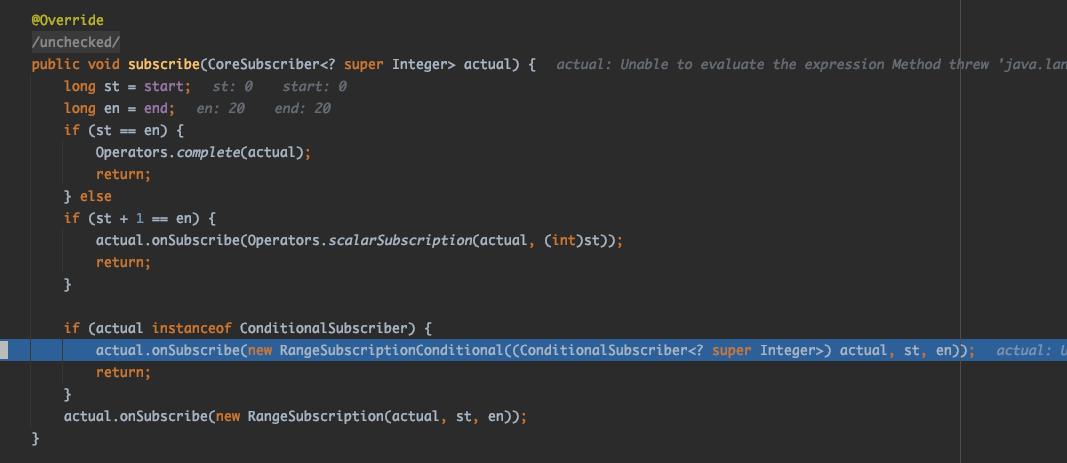 @Override
/unchecked/
public void subscribe(CoreSubscriber<? super Integer> actual) {   actual: Unable to evaluate the expression Method threw 'java.lan
    long st = start;   st: 0    start: 0
    long en = end;   en: 20    end: 20
    if (st == en) {
        Operators.complete(actual);
        return;
    } else
    if (st + 1 == en) {
        actual.onSubscribe(Operators.scalarSubscription(actual, (int)st));
        return;
    }
    if (actual instanceof ConditionalSubscriber) {
        actual.onSubscribe(new RangeSubscriptionConditional((ConditionalSubscriber<? super Integer>) actual, st, en));   actual: U
        return;
    }
    actual.onSubscribe(new RangeSubscription(actual, st, en));
}